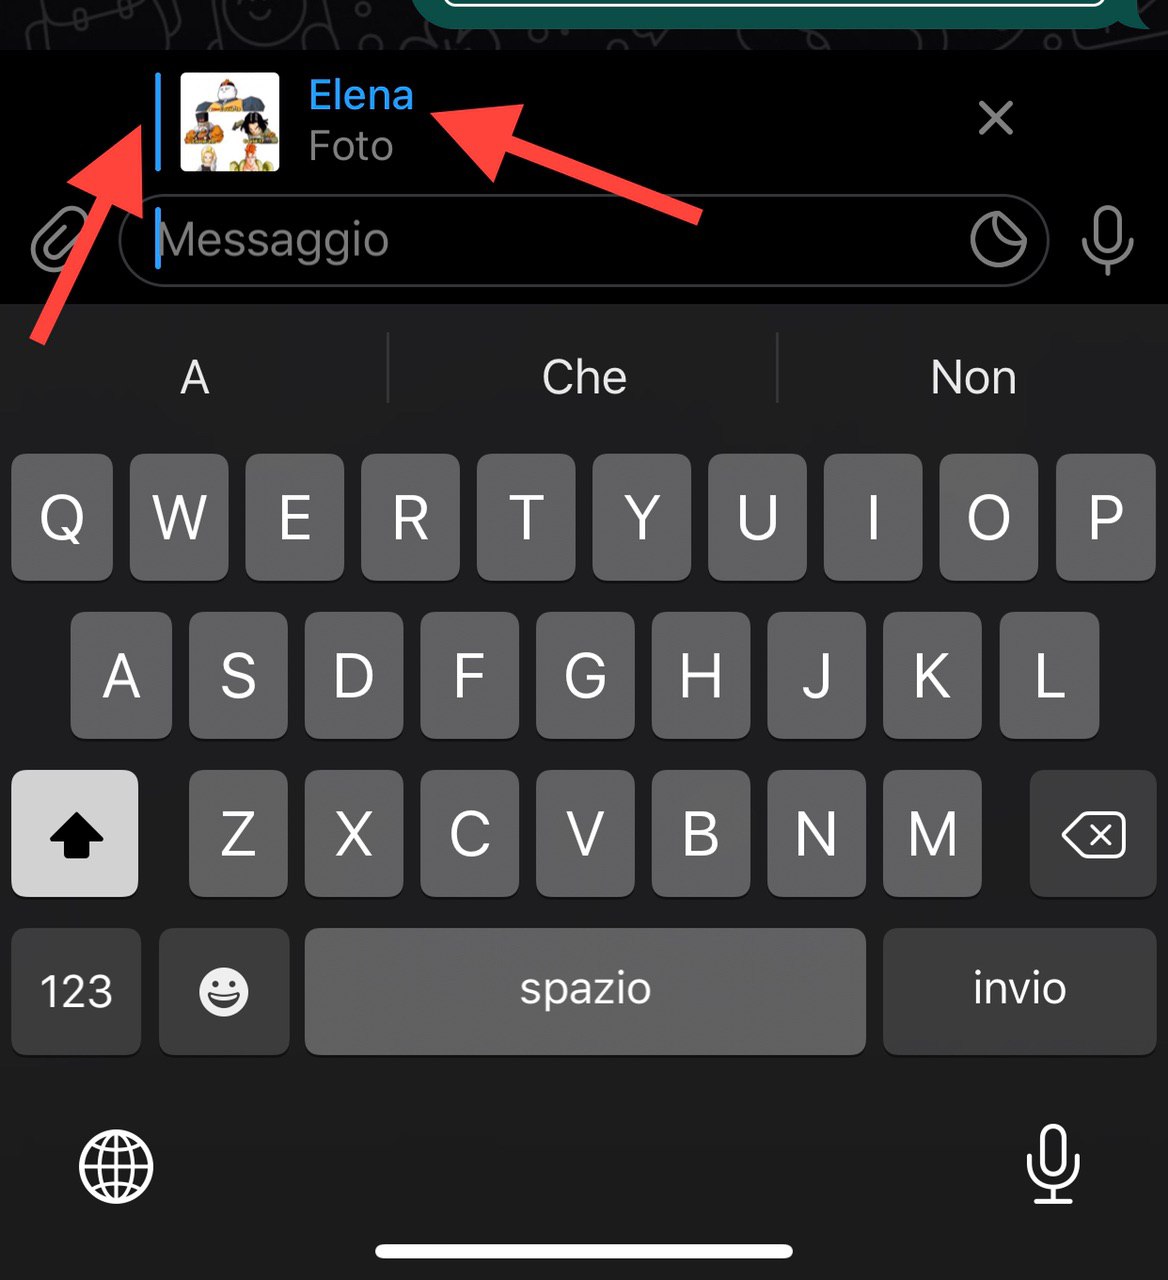 Elena
Foto
Messaggio
A Che Non
Q W E R T Y U I O P
A S D F G H J K L
Z X C V B N M
123 spazio invio